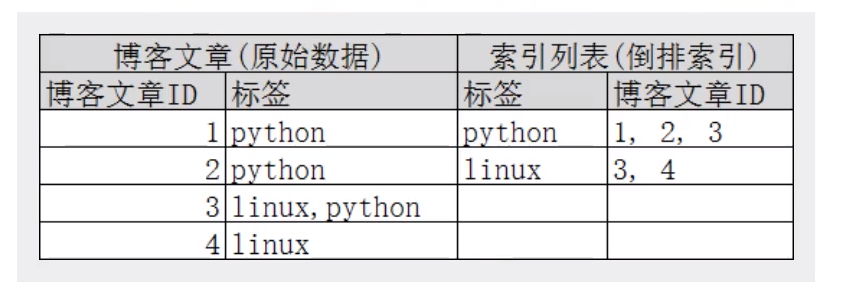 博客文章(原始数据) 索引列表(倒排索引)
博客文章ID 标签 标签 博客文章ID
1 python python 1, 2, 3
2 python linux 3, 4
3 linux,python
4 linux